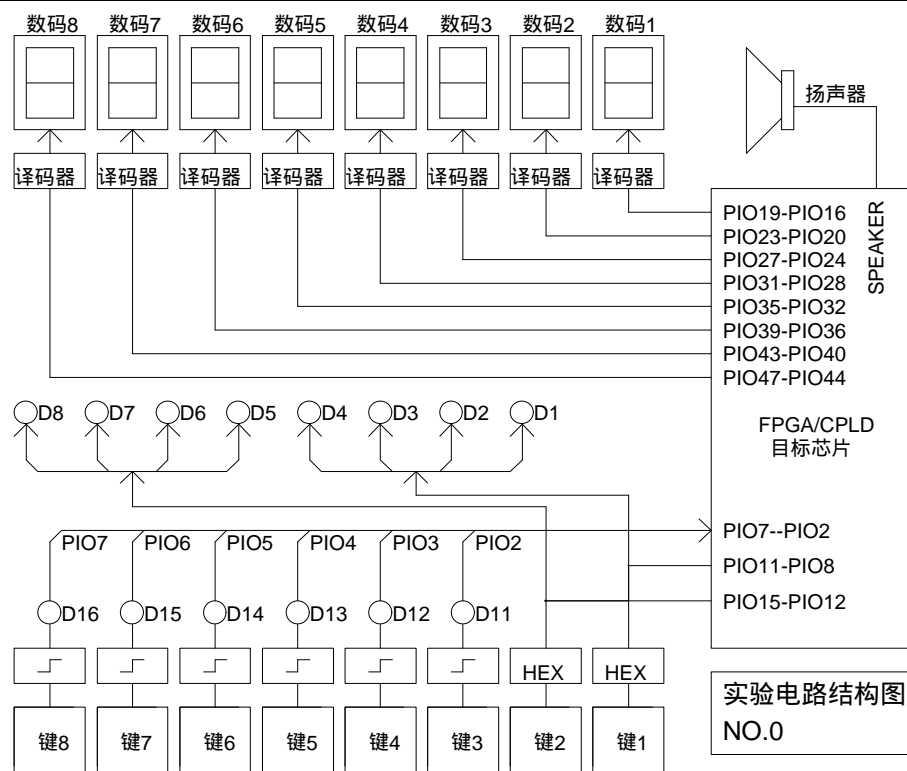 数码8 数码7 数码6 数码5 数码4 数码3 数码2 数码1
扬声器
译码器 译码器 译码器 译码器 译码器 译码器 译码器 译码器
SPEAKER
PIO19-PIO16
PIO23-PIO20
PIO27-PIO24
PIO31-PIO28
PIO35-PIO32
PIO39-PIO36
PIO43-PIO40
PIO47-PIO44
D8 D7 D6 D5 D4 D3 D2 D1
FPGA/CPLD
目标芯片
PIO7 PIO6 PIO5 PIO4 PIO3 PIO2
PIO7--PIO2
PIO11-PIO8
PIO15-PIO12
D16 D15 D14 D13 D12 D11
HEX HEX
键8 键7 键6 键5 键4 键3 键2 键1
实验电路结构图
NO.0